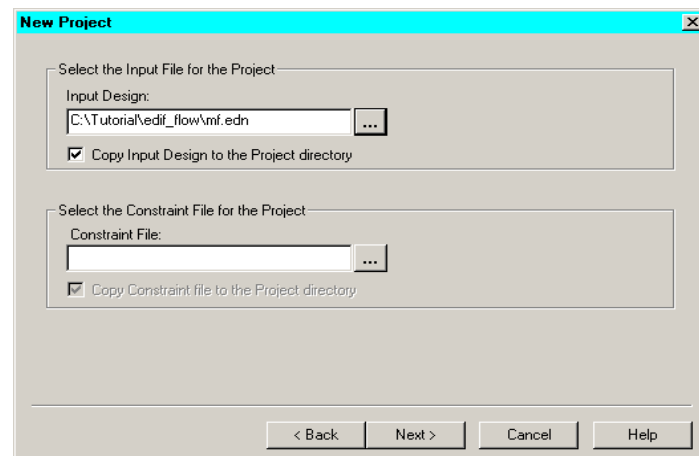 New Project
Select the Input File for the Project
Input Design:
C:\Tutorial\edif_flow\mf.edn
...
Copy Input Design to the Project directory
Select the Constraint File for the Project
Constraint File:
...
Copy Constraint file to the Project directory
< Back Next > Cancel Help